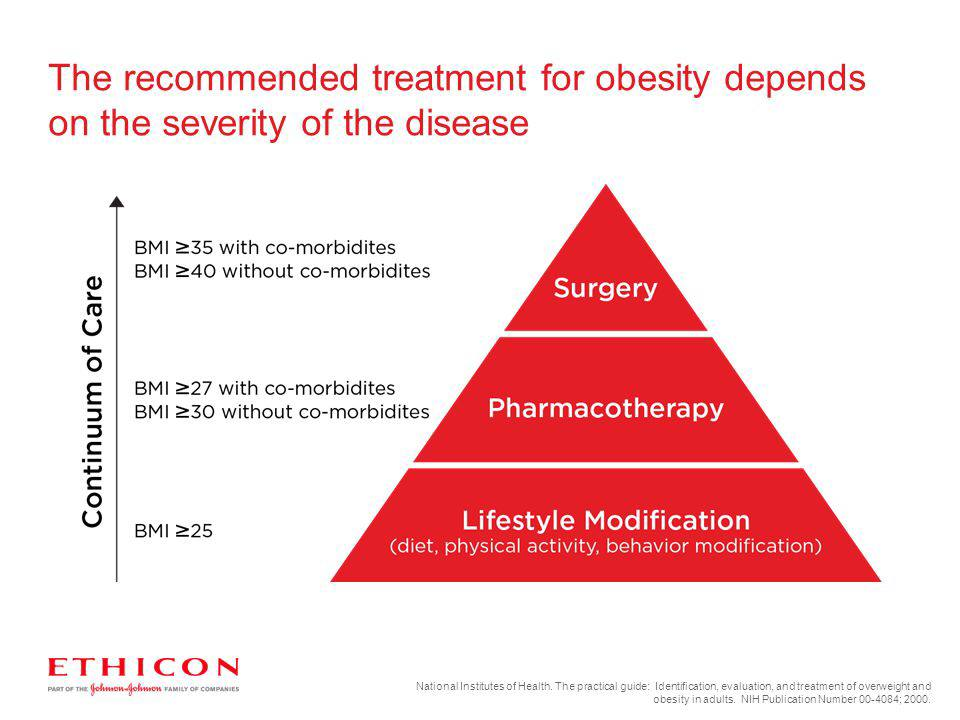 The recommended treatment for obesity depends
on the severity of the disease
Continuum of Care
BMI ≥35 with co-morbidites
BMI ≥40 without co-morbidites
Surgery
BMI ≥27 with co-morbidites
BMI ≥30 without co-morbidites
Pharmacotherapy
BMI ≥25
Lifestyle Modification
(diet, physical activity, behavior modification)
ETHICON
PART OF THE Johnson-Johnson FAMILY OF COMPANIES
National Institutes of Health. The practical guide: Identification, evaluation, and treatment of overweight and
obesity in adults. NIH Publication Number 00-4084; 2000.